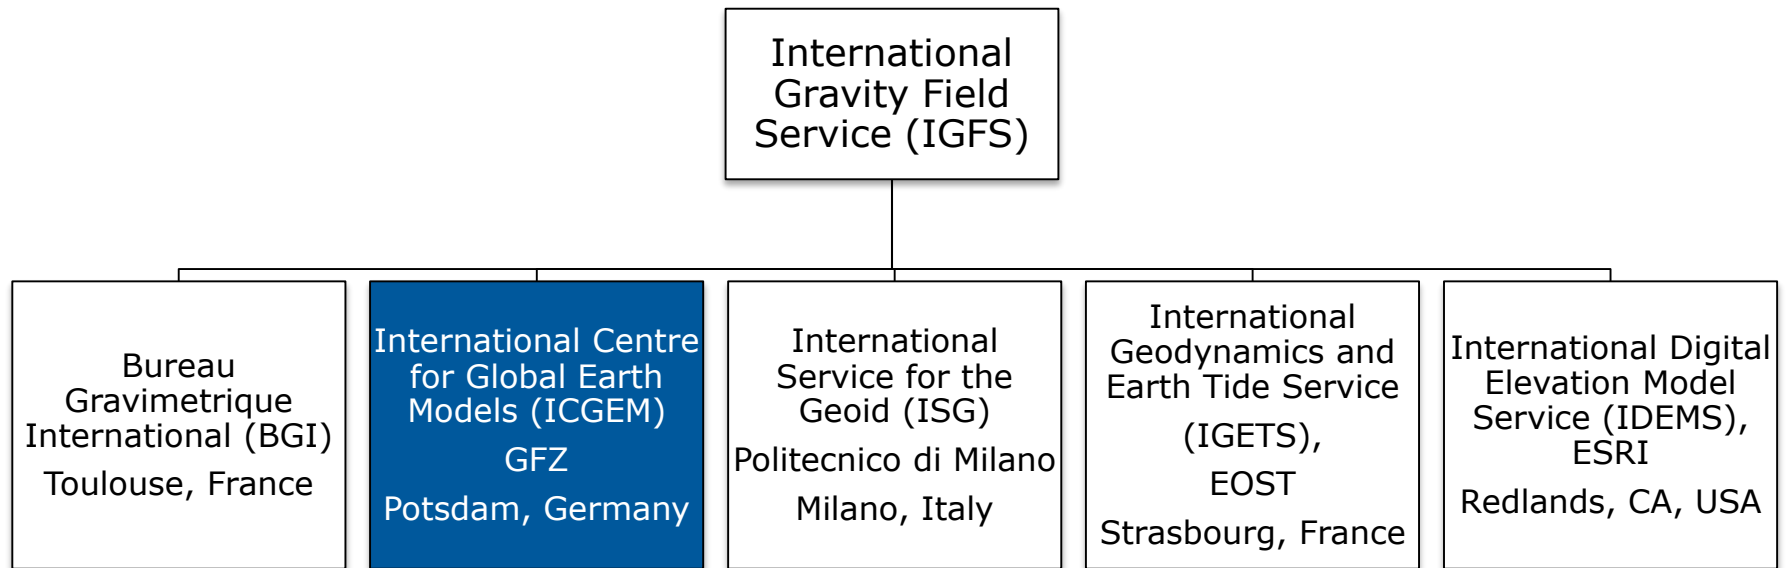 International
Gravity Field
Service (IGFS)
Bureau
Gravimetrique
International (BGI)
Toulouse, France
International Centre
for Global Earth
Models (ICGEM)
GFZ
Potsdam, Germany
International
Service for the
Geoid (ISG)
Politecnico di Milano
Milano, Italy
International
Geodynamics and
Earth Tide Service
(IGETS),
EOST
Strasbourg, France
International Digital
Elevation Model
Service (IDEMS),
ESRI
Redlands, CA, USA